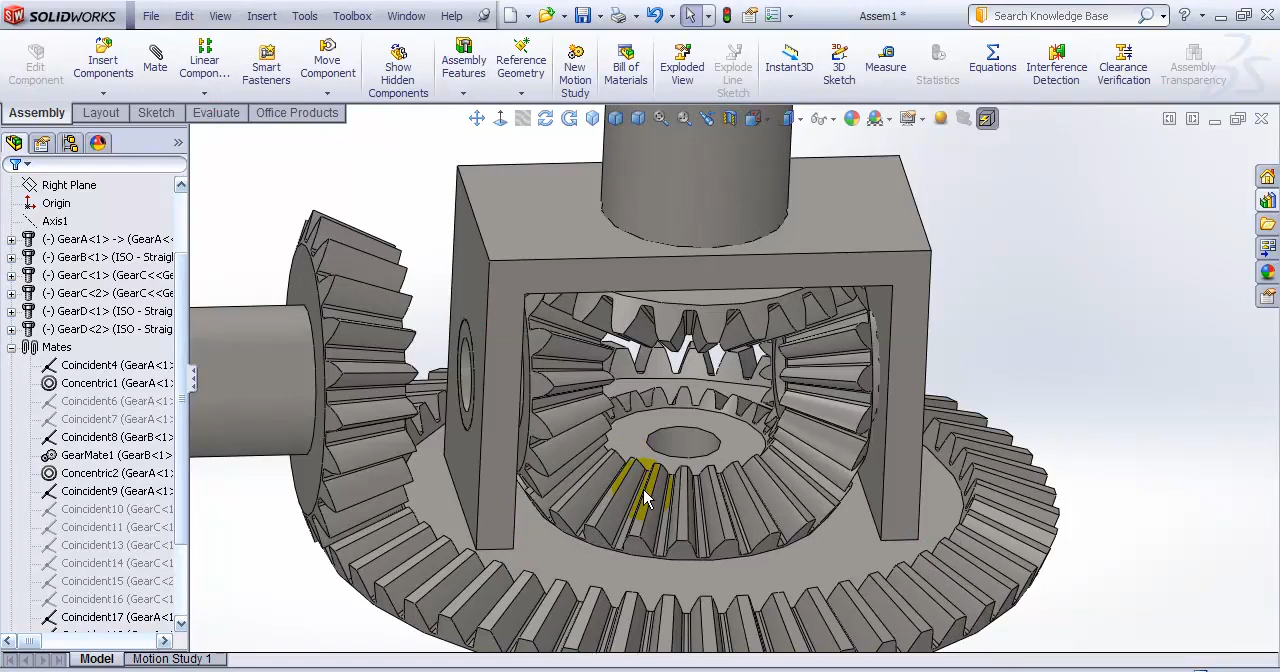 SOLIDWORKS File Edit View Insert Tools Toolbox Window Help Assem1 * Search Knowledge Base
Edit Component
Insert Components
Mate
Linear Compon...
Smart Fasteners
Move Component
Show Hidden Components
Assembly Features
Reference Geometry
New Motion Study
Bill of Materials
Exploded View
Explode Line Sketch
Instant3D
3D Sketch
Measure
Statistics
Equations
Interference Detection
Clearance Verification
Assembly Transparency
Assembly Layout Sketch Evaluate Office Products
Right Plane
Origin
Axis1
(-) GearA<1> -> (GearA<<
(-) GearB<1> (ISO - Straig
(-) GearC<1> (GearC<<Ge
(-) GearC<2> (GearC<<Ge
(-) GearD<1> (ISO - Straig
(-) GearD<2> (ISO - Straig
Mates
Coincident4 (GearA<1>
Concentric1 (GearA<1>
Coincident6 (GearA<1>
Coincident7 (GearA<1>
Coincident8 (GearB<1>
GearMate1 (GearB<1>
Concentric2 (GearA<1>
Coincident9 (GearA<1>
Coincident10 (GearC<1
Coincident11 (GearC<1
Coincident13 (GearC<1
Coincident14 (GearC<1
Coincident15 (GearC<2
Coincident16 (GearC<1
Coincident17 (GearA<1
Model Motion Study 1